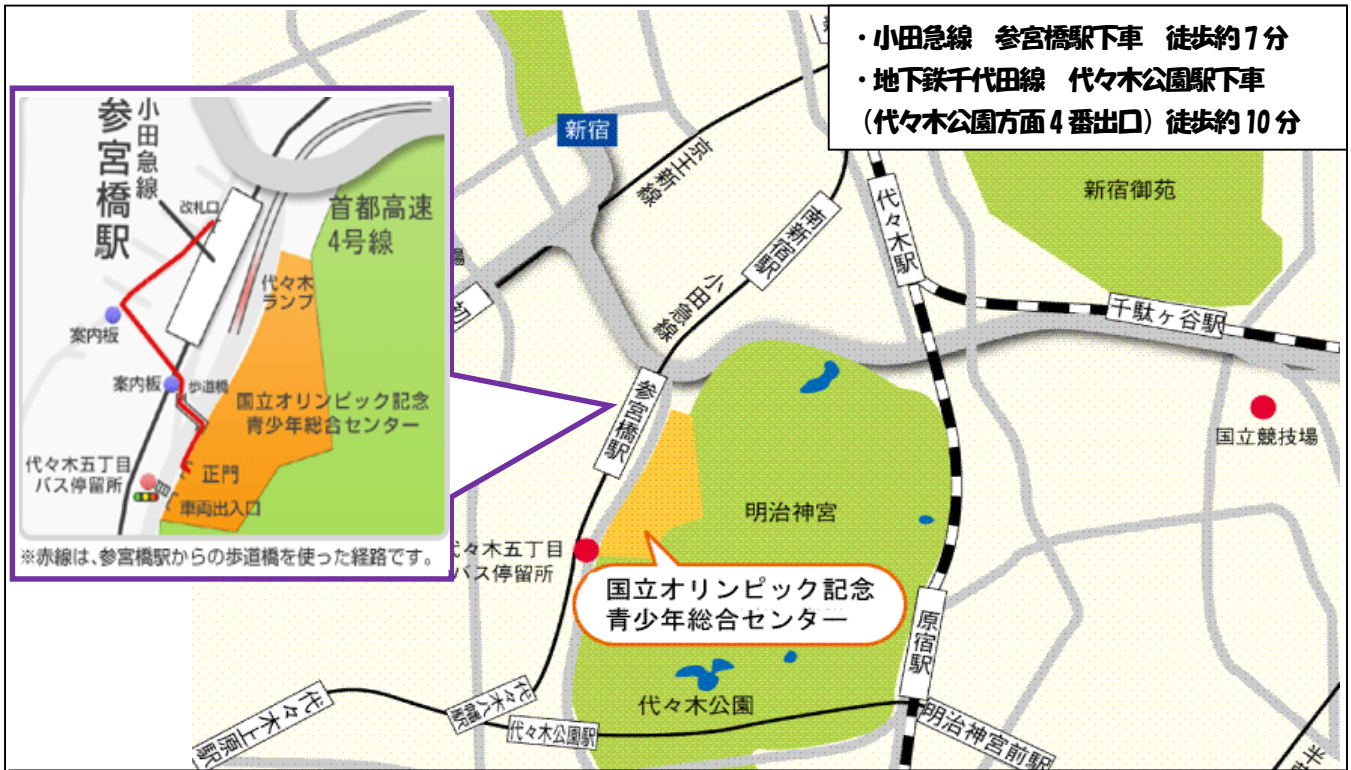 ・小田急線　参宮橋駅下車　徒歩約7分
・地下鉄千代田線　代々木公園駅下車
（代々木公園方面4番出口）徒歩約10分
小田急線
参宮橋駅
改札口
首都高速
4号線
代々木
ランプ
案内板
案内板
歩道橋
国立オリンピック記念
青少年総合センター
代々木五丁目
バス停留所
正門
車両出入口
※赤線は、参宮橋駅からの歩道橋を使った経路です。
新宿
京王新線
新宿御苑
代々木駅
南新宿駅
小田急線
千駄ヶ谷駅
参宮橋駅
国立競技場
明治神宮
代々木五丁目
バス停留所
国立オリンピック記念
青少年総合センター
原宿駅
代々木公園
代々木上原駅
代々木八幡駅
代々木公園駅
明治神宮前駅
場
初
半